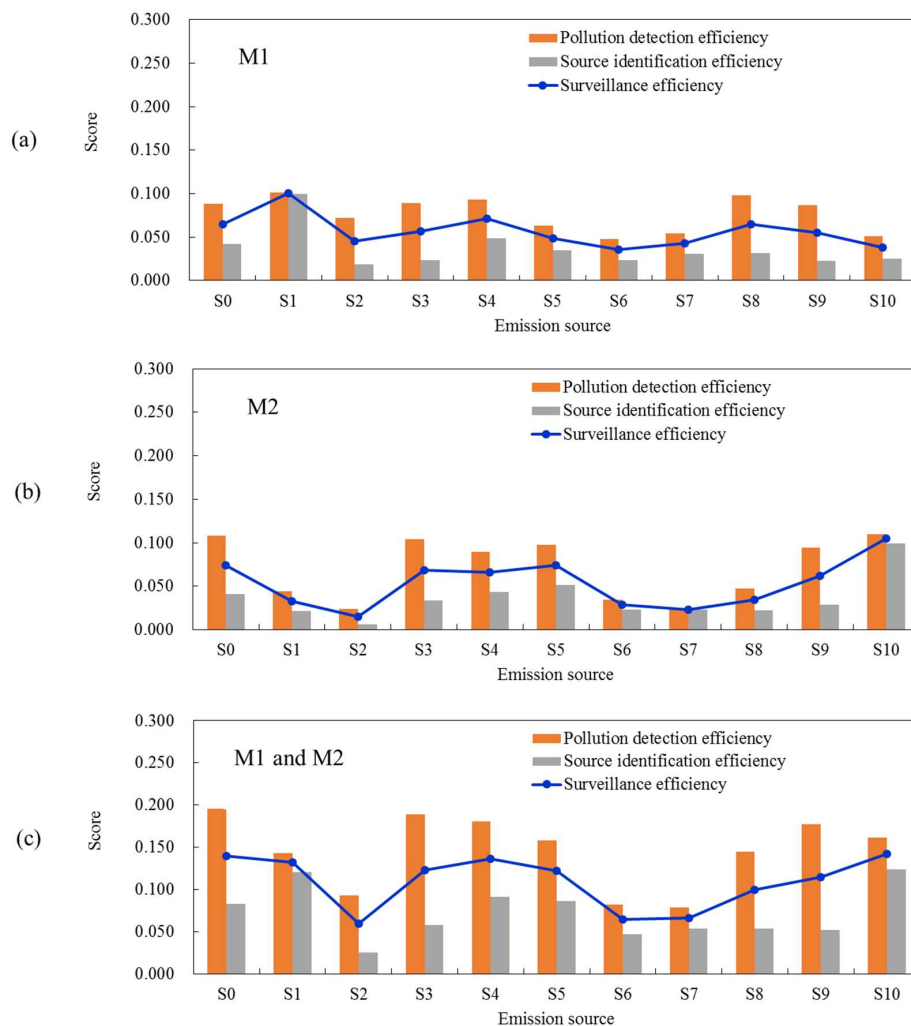 (a)
M1
Score
0.300
0.250
0.200
0.150
0.100
0.050
0.000
Pollution detection efficiency
Source identification efficiency
Surveillance efficiency
S0 S1 S2 S3 S4 S5 S6 S7 S8 S9 S10
Emission source
(b)
M2
Score
0.300
0.250
0.200
0.150
0.100
0.050
0.000
Pollution detection efficiency
Source identification efficiency
Surveillance efficiency
S0 S1 S2 S3 S4 S5 S6 S7 S8 S9 S10
Emission source
(c)
M1 and M2
Score
0.300
0.250
0.200
0.150
0.100
0.050
0.000
Pollution detection efficiency
Source identification efficiency
Surveillance efficiency
S0 S1 S2 S3 S4 S5 S6 S7 S8 S9 S10
Emission source